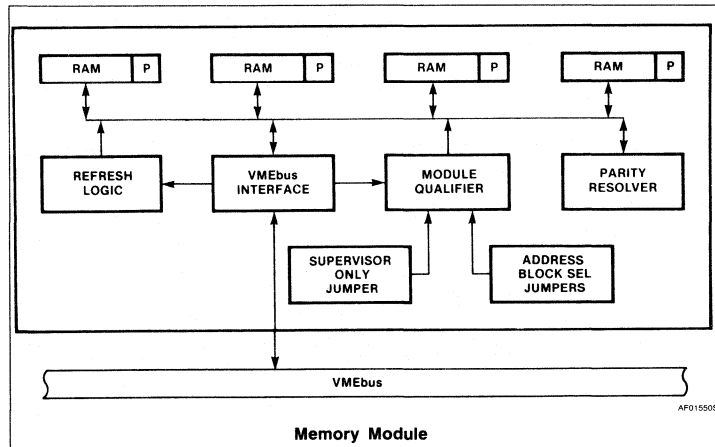 RAM P RAM P RAM P RAM P
REFRESH
LOGIC
VMEbus
INTERFACE
MODULE
QUALIFIER
PARITY
RESOLVER
SUPERVISOR
ONLY
JUMPER
ADDRESS
BLOCK SEL
JUMPERS
VMEbus
Memory Module